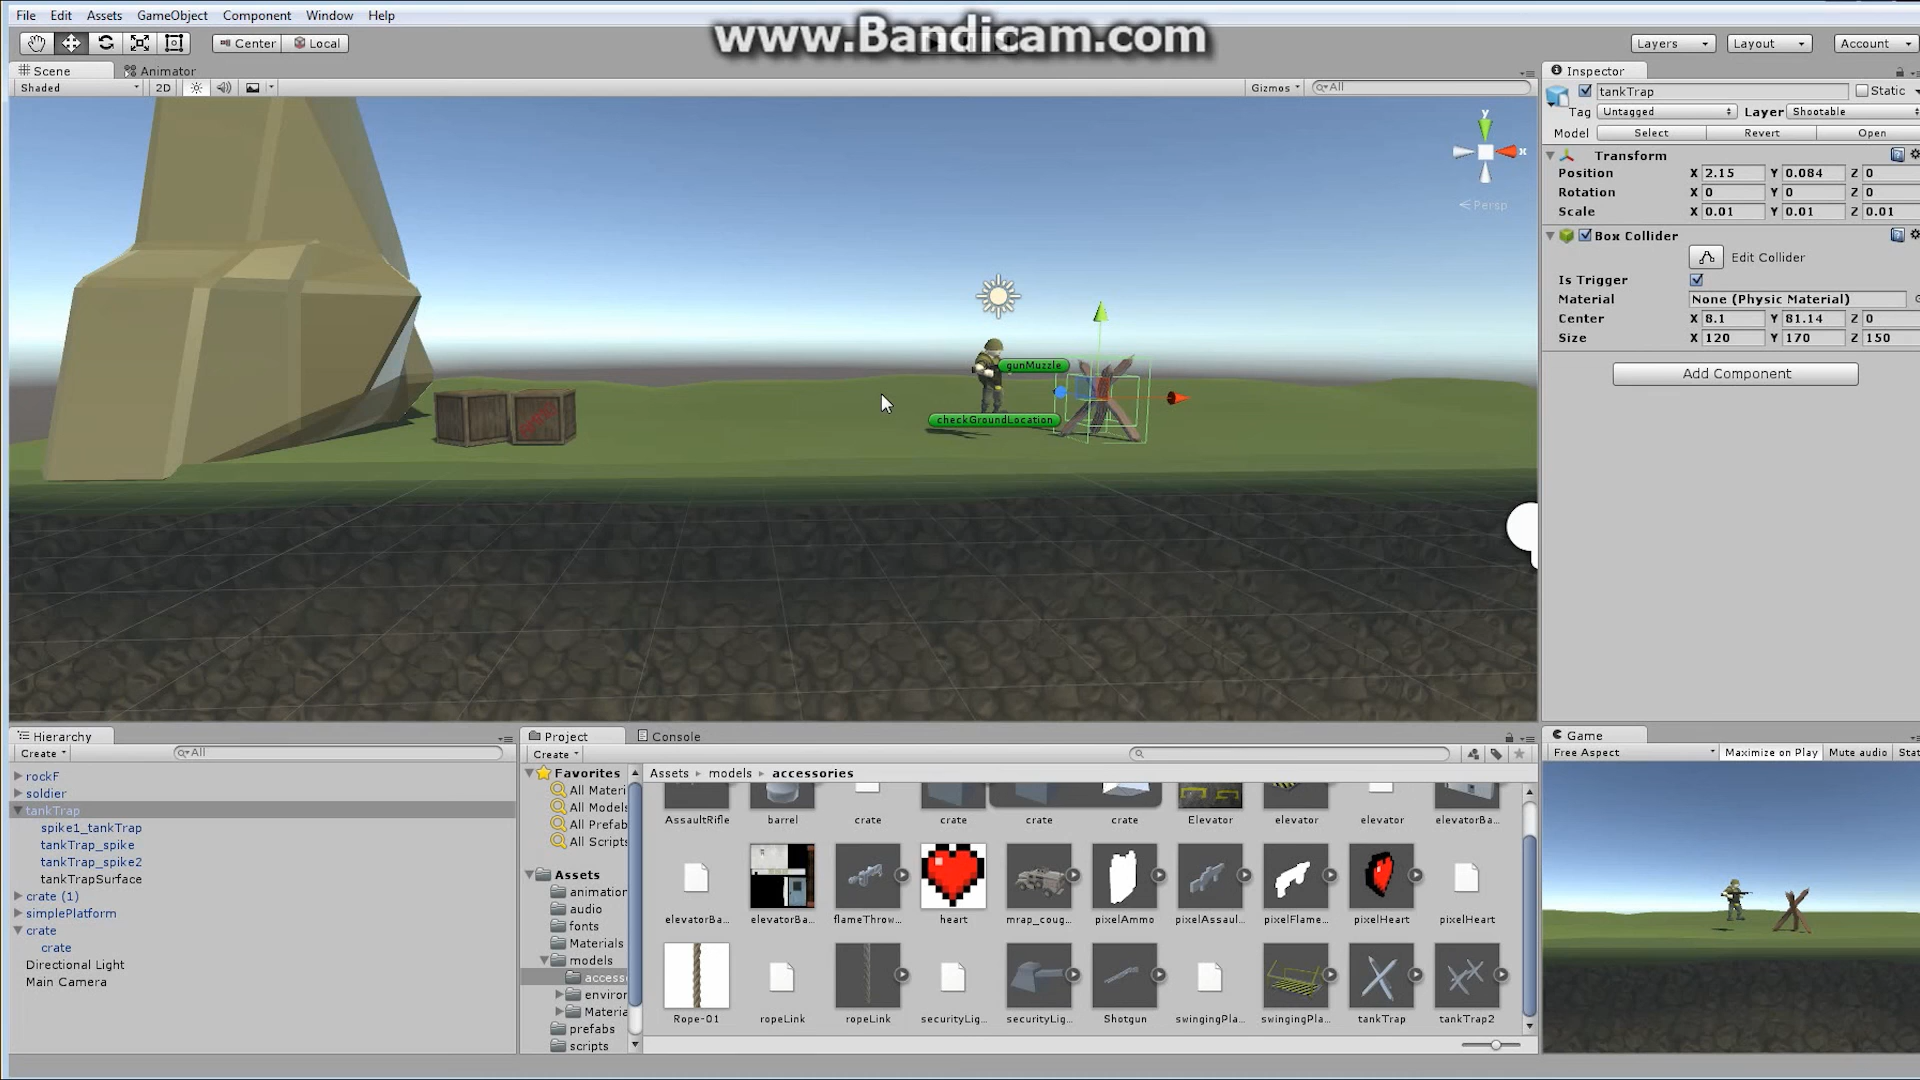 File Edit Assets GameObject Component Window Help
www.Bandicam.com
Center Local
Layers Layout Account
Scene Animator
Shaded 2D Gizmos All
y
x
Persp
gunMuzzle
checkGroundLocation
Inspector
tankTrap Static
Tag Untagged Layer Shootable
Model Select Revert Open
Transform
Position X 2.15 Y 0.084 Z 0
Rotation X 0 Y 0 Z 0
Scale X 0.01 Y 0.01 Z 0.01
Box Collider
Edit Collider
Is Trigger
Material None (Physic Material)
Center X 8.1 Y 81.14 Z 0
Size X 120 Y 170 Z 150
Add Component
Hierarchy
Create All
rockF
soldier
tankTrap
spike1_tankTrap
tankTrap_spike
tankTrap_spike2
tankTrapSurface
crate (1)
simplePlatform
crate
crate
Directional Light
Main Camera
Project Console
Create
Favorites
All Materi
All Models
All Prefab
All Scripts
Assets
animation
audio
fonts
Materials
models
access
environ
Materia
prefabs
scripts
Assets models accessories
AssaultRifle barrel crate crate crate crate Elevator elevator elevator elevatorBa...
elevatorBa... elevatorBa... flameThrow... heart mrap_coug... pixelAmmo pixelAssaul... pixelFlame... pixelHeart pixelHeart
Rope-01 ropeLink ropeLink securityLig... securityLig... Shotgun swingingPla... swingingPla... tankTrap tankTrap2
Game
Free Aspect Maximize on Play Mute audio Stat